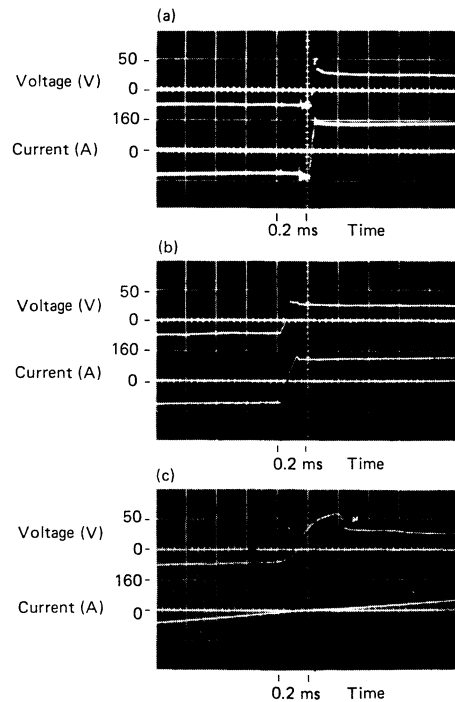 (a)
50
Voltage (V)
0
160
Current (A)
0
0.2 ms Time
(b)
50
Voltage (V)
0
160
Current (A)
0
0.2 ms Time
(c)
50
Voltage (V)
0
160
Current (A)
0
0.2 ms Time